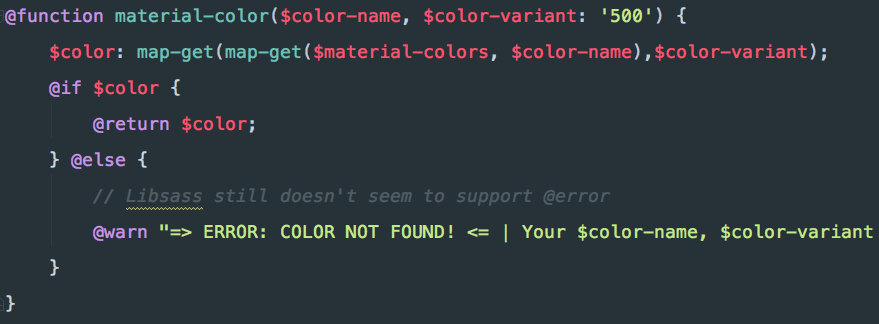 @function material-color($color-name, $color-variant: '500') {
    $color: map-get(map-get($material-colors, $color-name),$color-variant);
    @if $color {
        @return $color;
    } @else {
        // Libsass still doesn't seem to support @error
        @warn "=> ERROR: COLOR NOT FOUND! <= | Your $color-name, $color-variant
    }
}